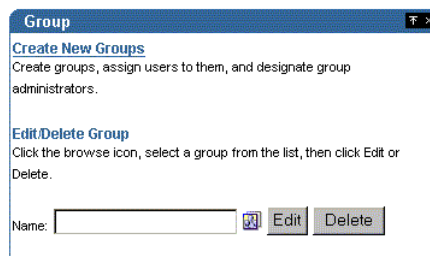 Group
Create New Groups
Create groups, assign users to them, and designate group
administrators.
Edit/Delete Group
Click the browse icon, select a group from the list, then click Edit or
Delete.
Name: Edit Delete